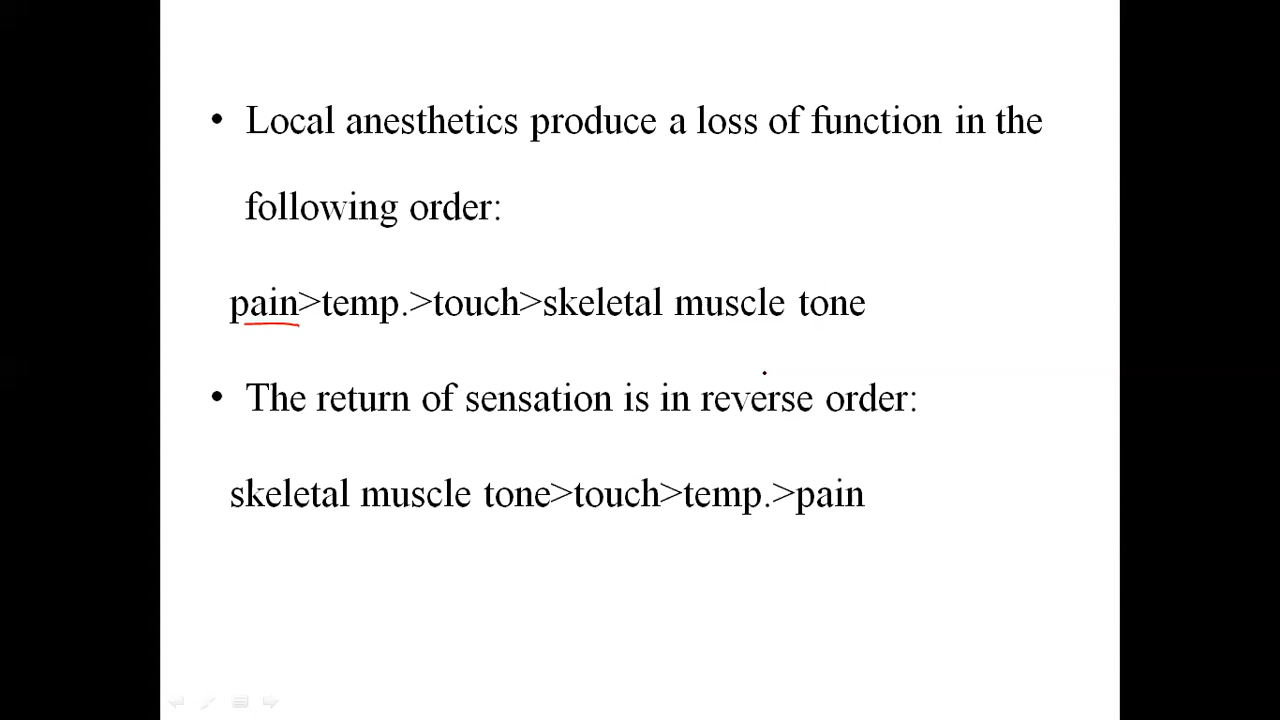 • Local anesthetics produce a loss of function in the
following order:
pain>temp.>touch>skeletal muscle tone
• The return of sensation is in reverse order:
skeletal muscle tone>touch>temp.>pain